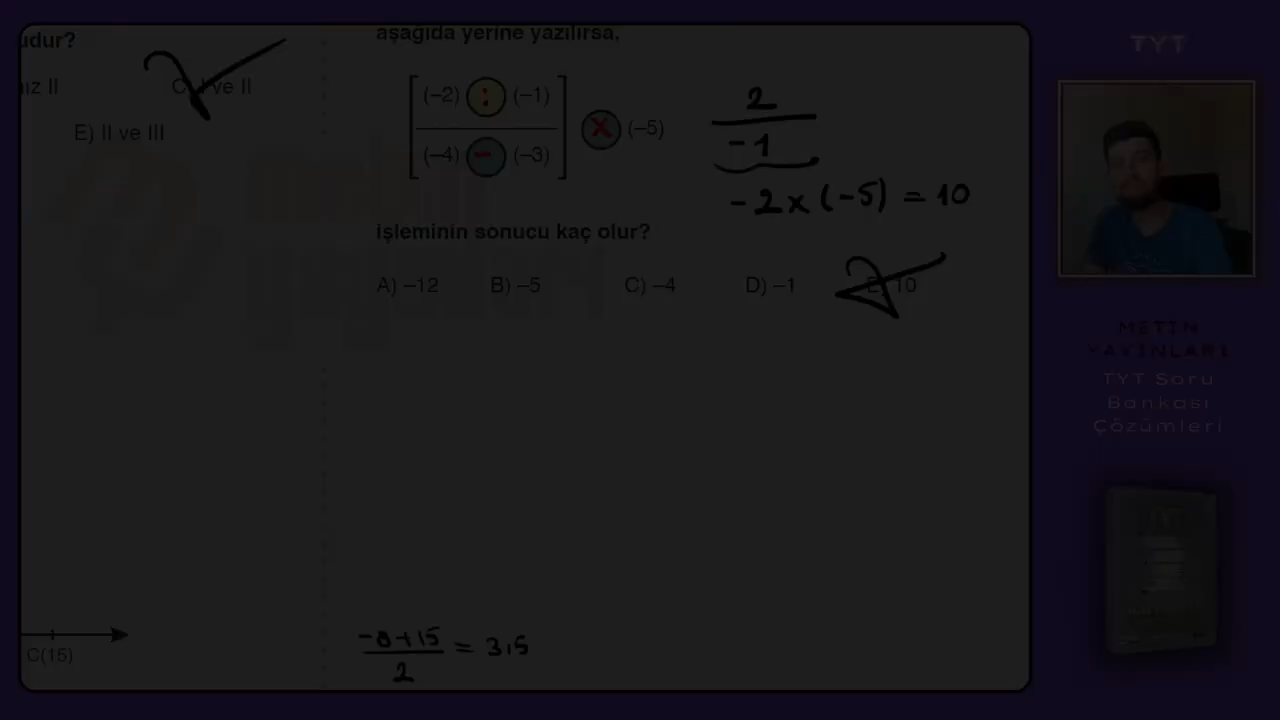 udur?
ız II
C) I ve II
E) II ve III
C(15)
aşağıda yerine yazılırsa,
(–2) : (–1)
(–4) – (–3)
x (–5)
2
-1
-2x(-5)=10
işleminin sonucu kaç olur?
A) –12 B) –5 C) –4 D) –1 E) 10
-8+15
2
= 3,5
TYT
METİN
YAYINLARI
TYT Soru
Bankası
Çözümleri